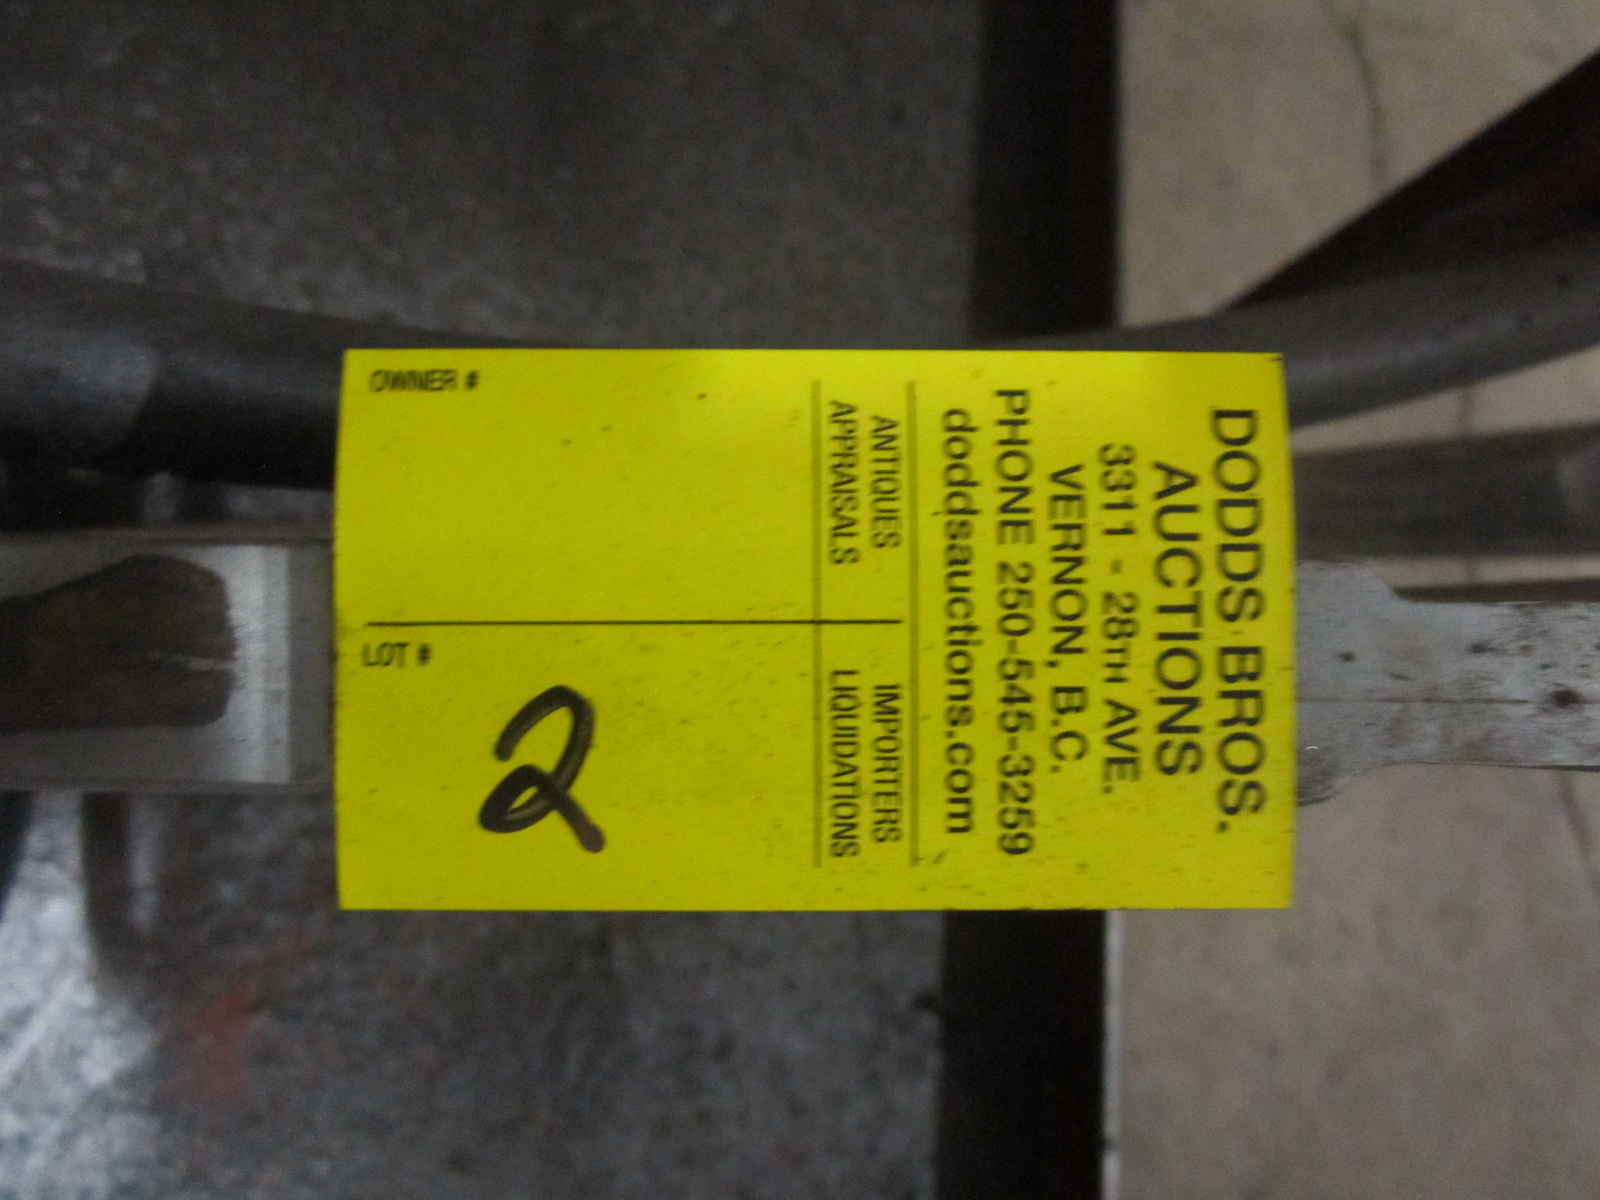 DODDS BROS.
AUCTIONS
3311 - 28TH AVE.
VERNON, B.C.
PHONE 250-545-3259
doddsauctions.com
ANTIQUES IMPORTERS
APPRAISALS LIQUIDATIONS
OWNER #
LOT #
2